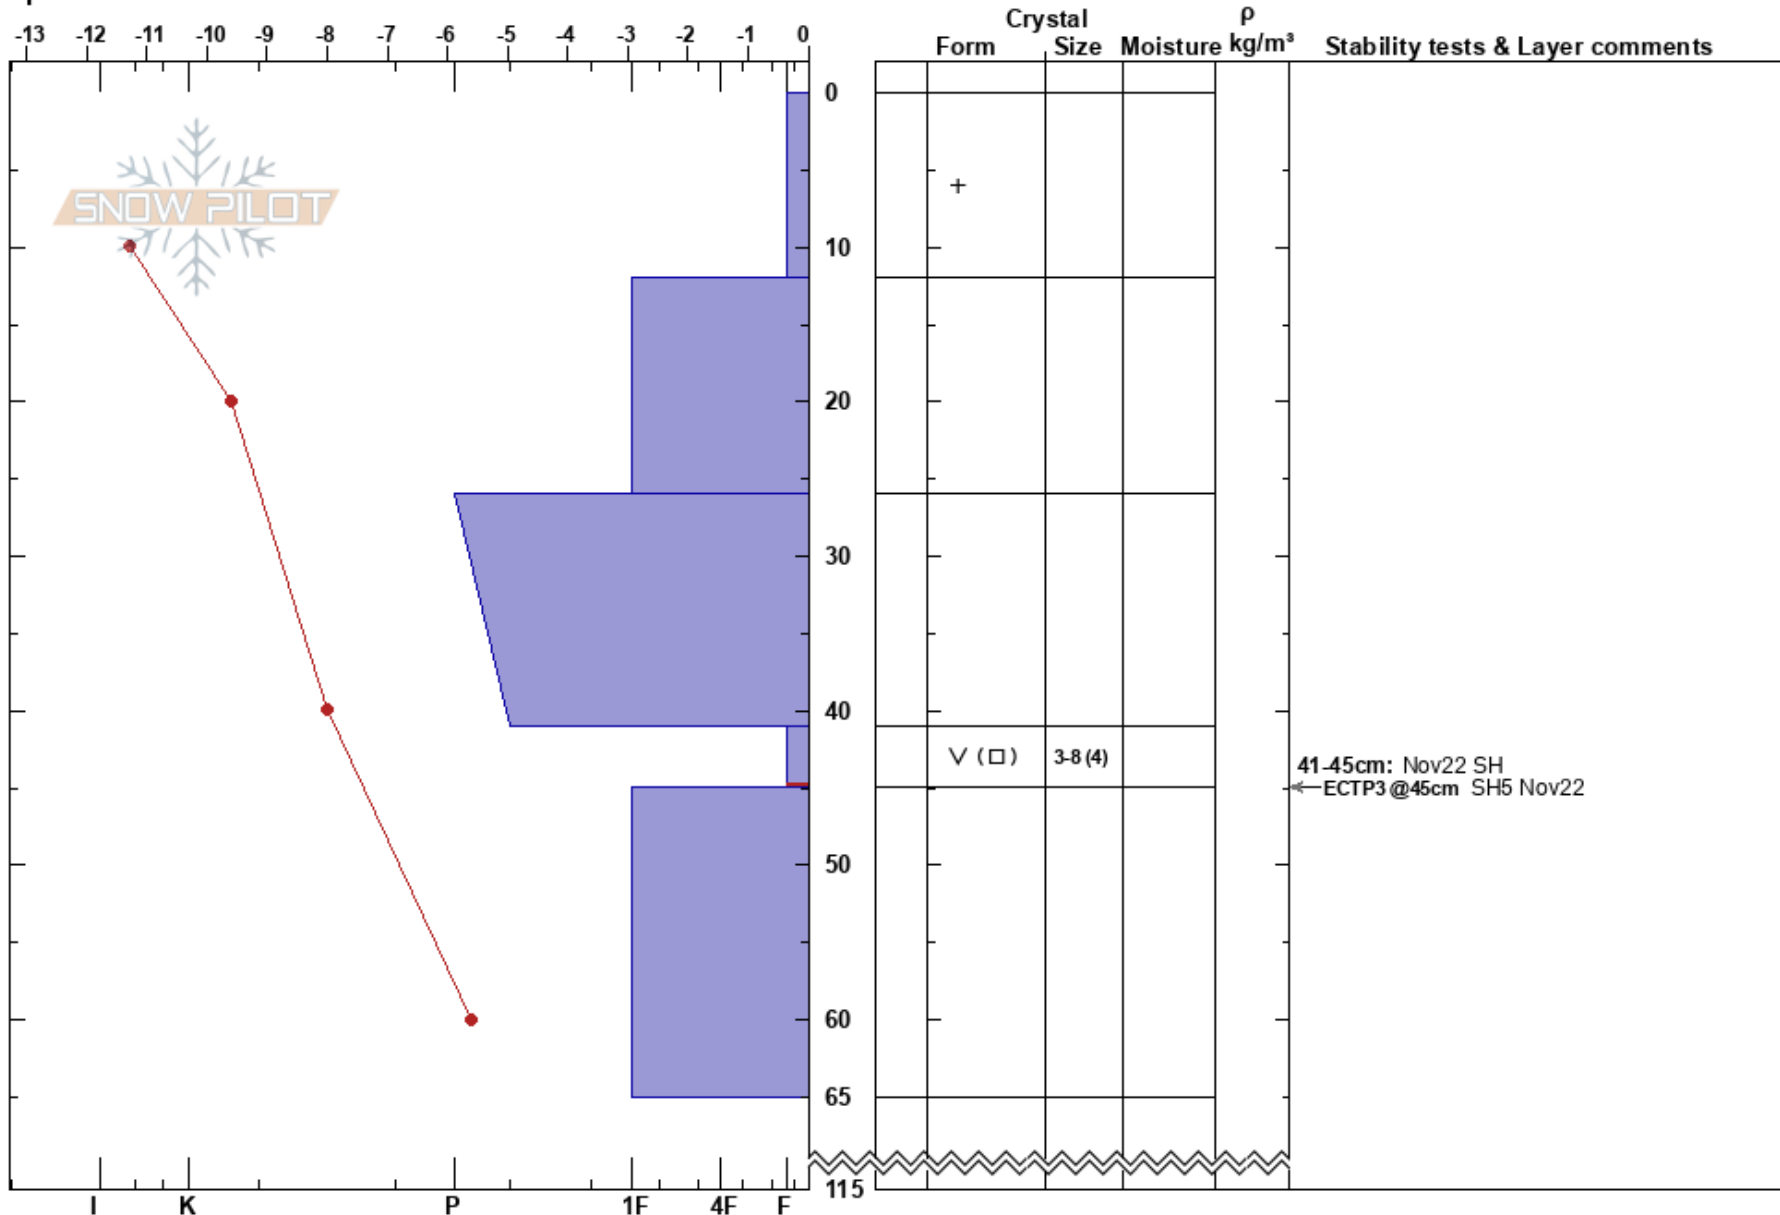 Crystal ρ
-13 -12 -11 -10 -9 -8 -7 -6 -5 -4 -3 -2 -1 0 Form Size Moisture kg/m³ Stability tests & Layer comments
0
+
SNOW PILOT
10
20
30
40
V (□) 3-8 (4)
41-45cm: Nov22 SH
ECTP3 @45cm SH5 Nov22
50
60
65
115
I K P 1F 4F F